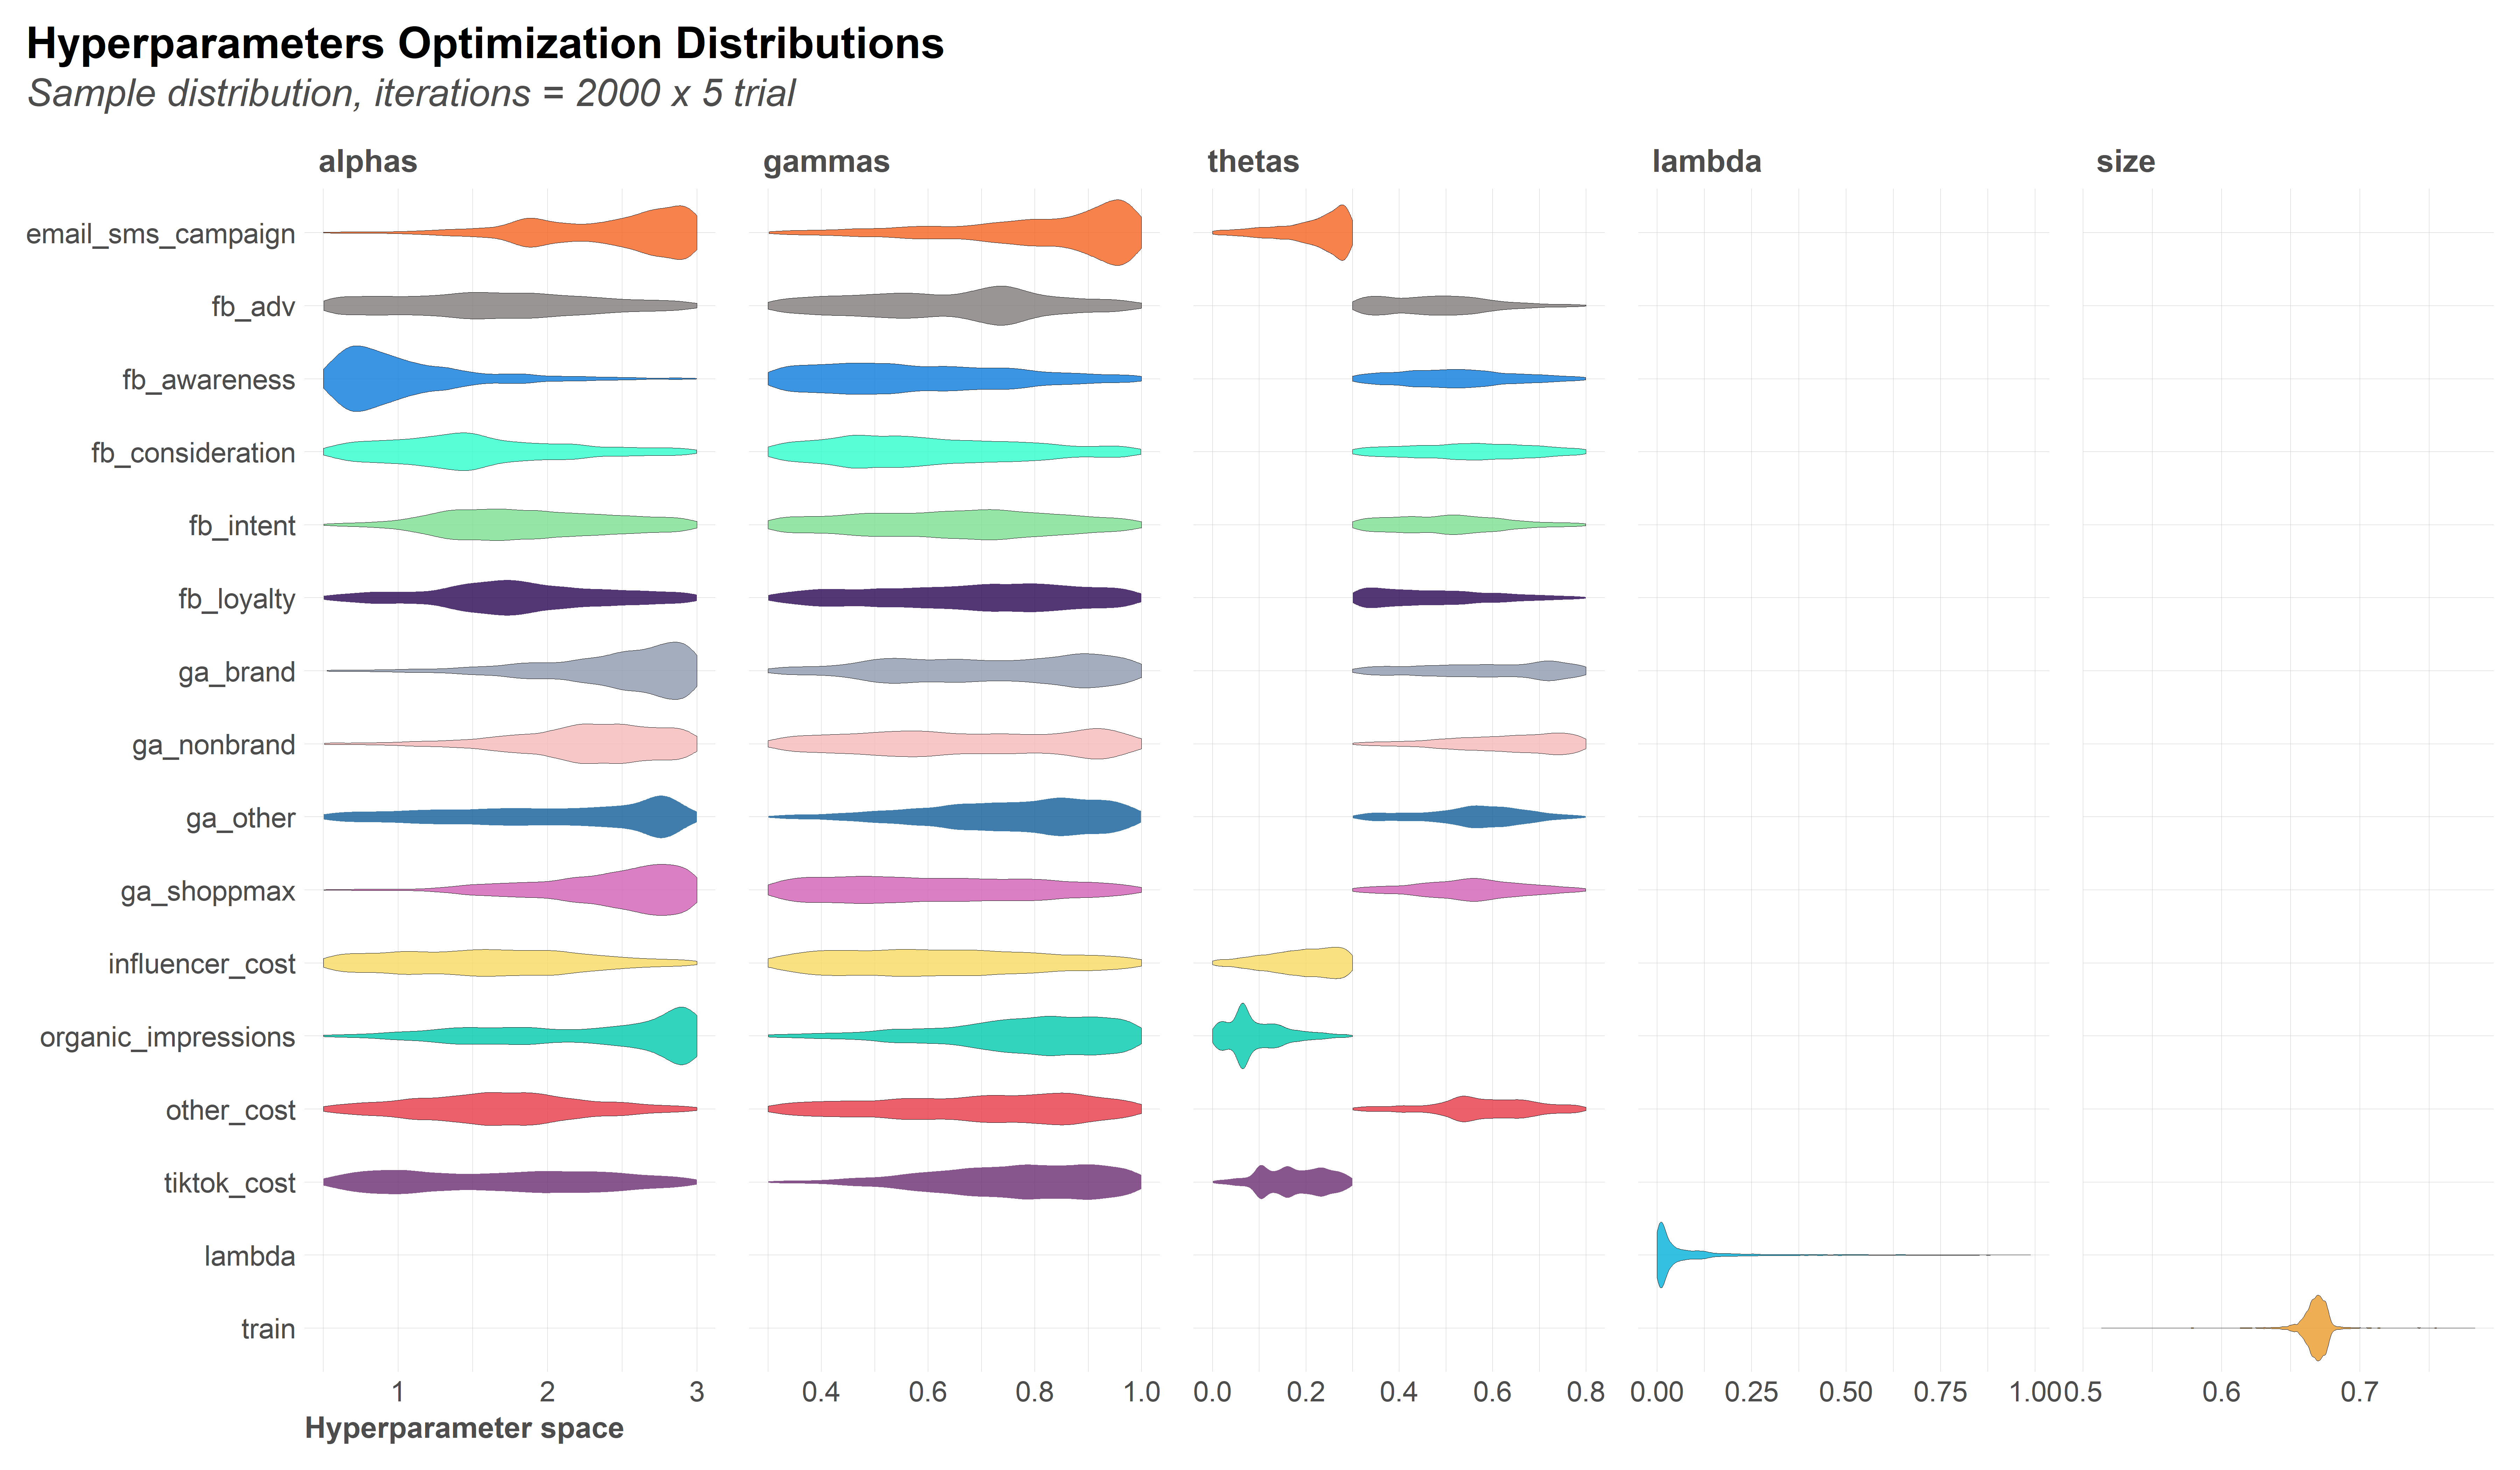 Hyperparameters Optimization Distributions
Sample distribution, iterations = 2000 x 5 trial
alphas gammas thetas lambda size
email_sms_campaign
fb_adv
fb_awareness
fb_consideration
fb_intent
fb_loyalty
ga_brand
ga_nonbrand
ga_other
ga_shoppmax
influencer_cost
organic_impressions
other_cost
tiktok_cost
lambda
train
1 2 3 0.4 0.6 0.8 1.0 0.0 0.2 0.4 0.6 0.8 0.00 0.25 0.50 0.75 1.00 0.5 0.6 0.7
Hyperparameter space